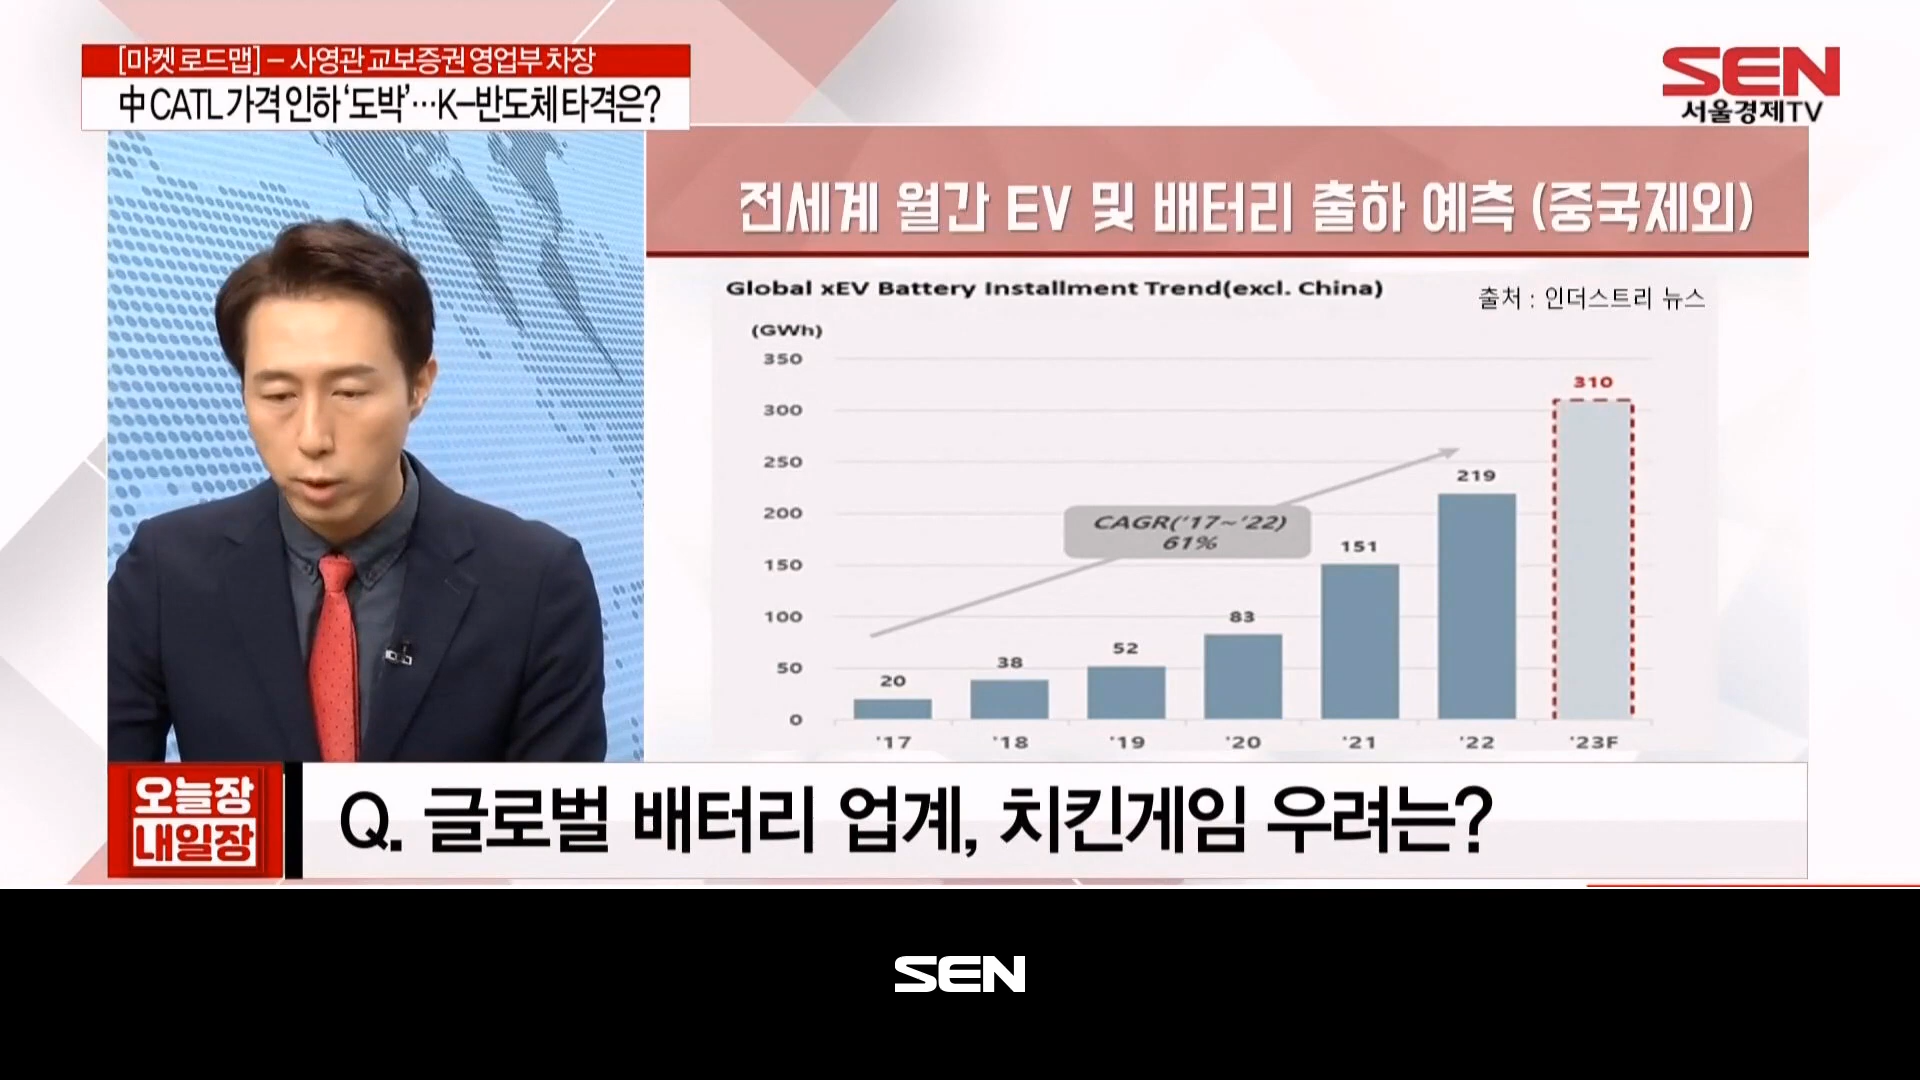 [마켓 로드맵] – 사영관 교보증권 영업부 차장
中 CATL 가격 인하 ‘도박’…K–반도체 타격은?
SEN
서울경제TV
전세계 월간 EV 및 배터리 출하 예측 (중국제외)
Global xEV Battery Installment Trend(excl. China)
출처 : 인더스트리 뉴스
(GWh)
350
300
250
200
150
100
50
0
20
38
52
83
151
219
310
CAGR('17~'22)
61%
'17
'18
'19
'20
'21
'22
'23F
오늘장
내일장
Q. 글로벌 배터리 업계, 치킨게임 우려는?
SEN